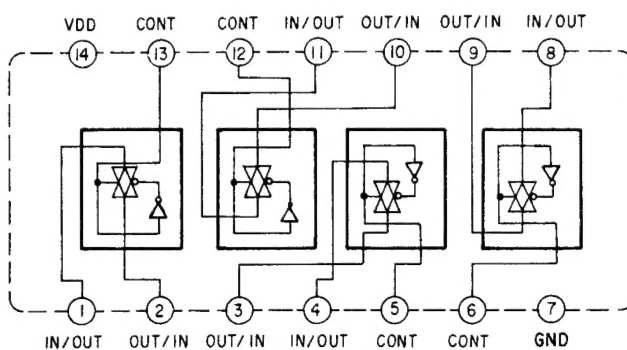 VDD CONT CONT IN/OUT OUT/IN OUT/IN IN/OUT
14 13 12 11 10 9 8
1 2 3 4 5 6 7
IN/OUT OUT/IN OUT/IN IN/OUT CONT CONT GND